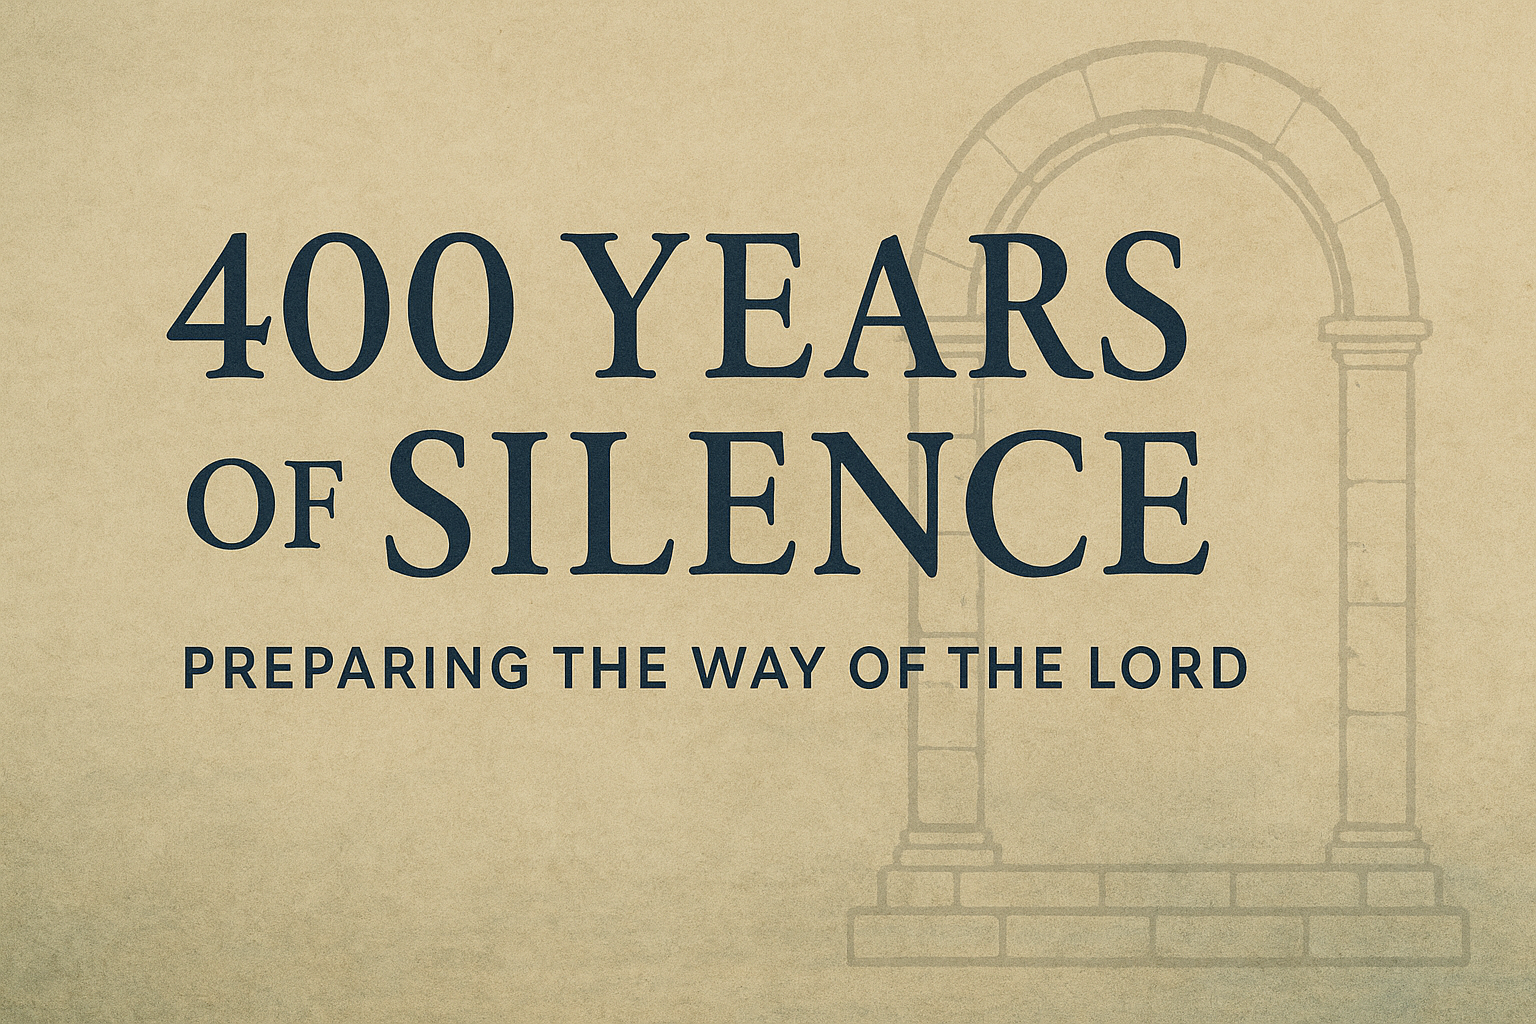 400 YEARS
OF SILENCE
PREPARING THE WAY OF THE LORD